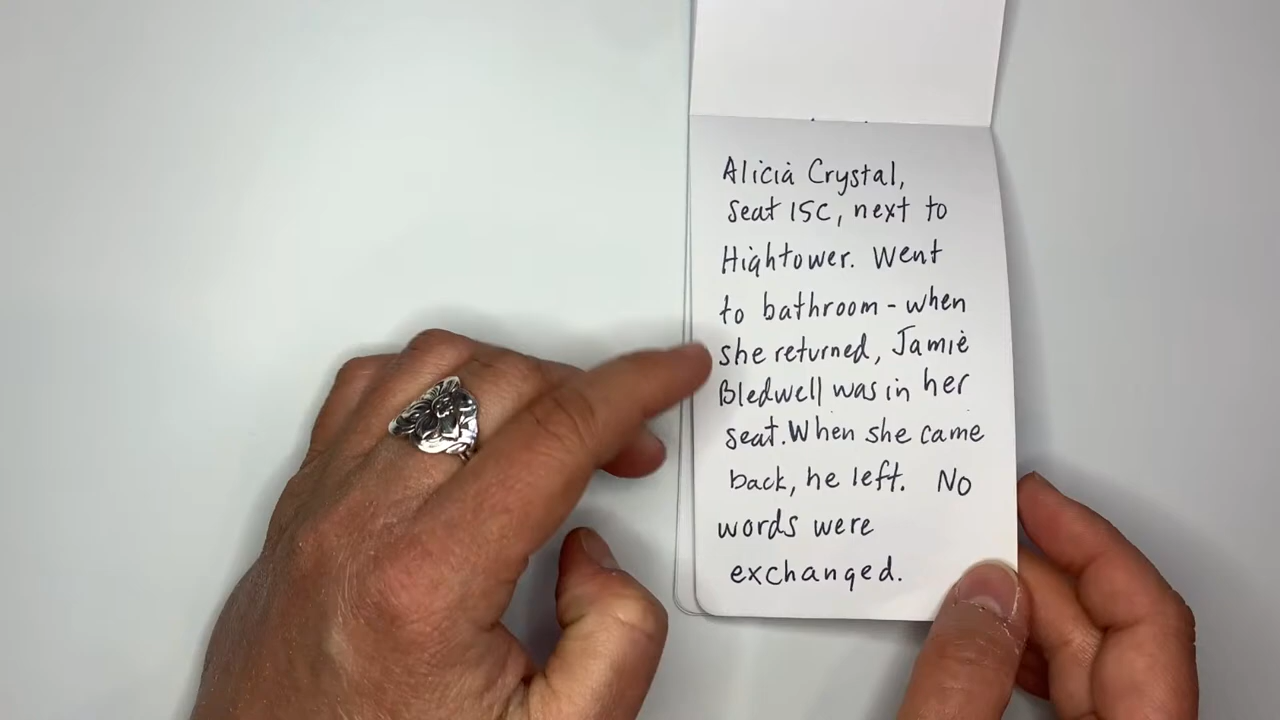 Alicia Crystal,
Seat 15C, next to
Hightower. Went
to bathroom - when
she returned, Jamie
Bledwell was in her
seat. When she came
back, he left. No
words were
exchanged.